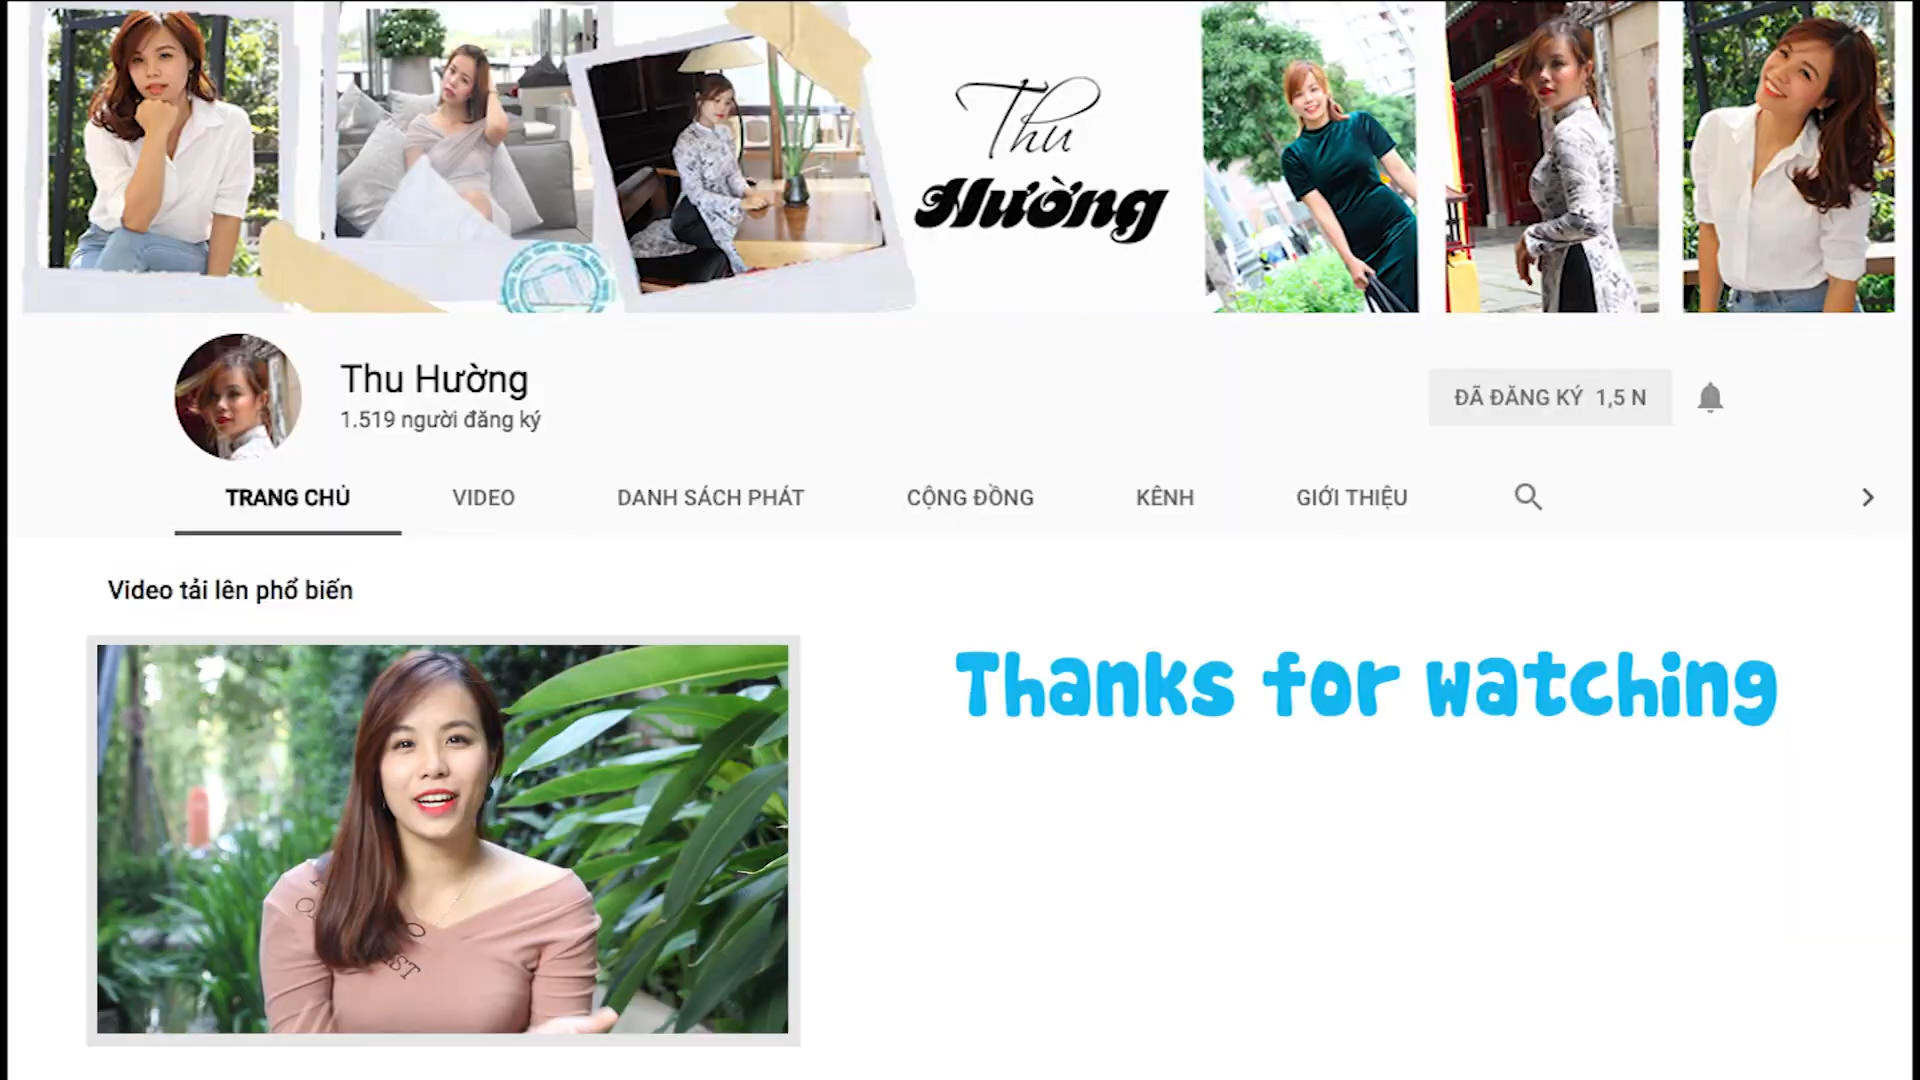 Thu
Hường
Thu Hường
1.519 người đăng ký
ĐÃ ĐĂNG KÝ 1,5 N
TRANG CHỦ VIDEO DANH SÁCH PHÁT CỘNG ĐỒNG KÊNH GIỚI THIỆU
Video tải lên phổ biến
Thanks for watching